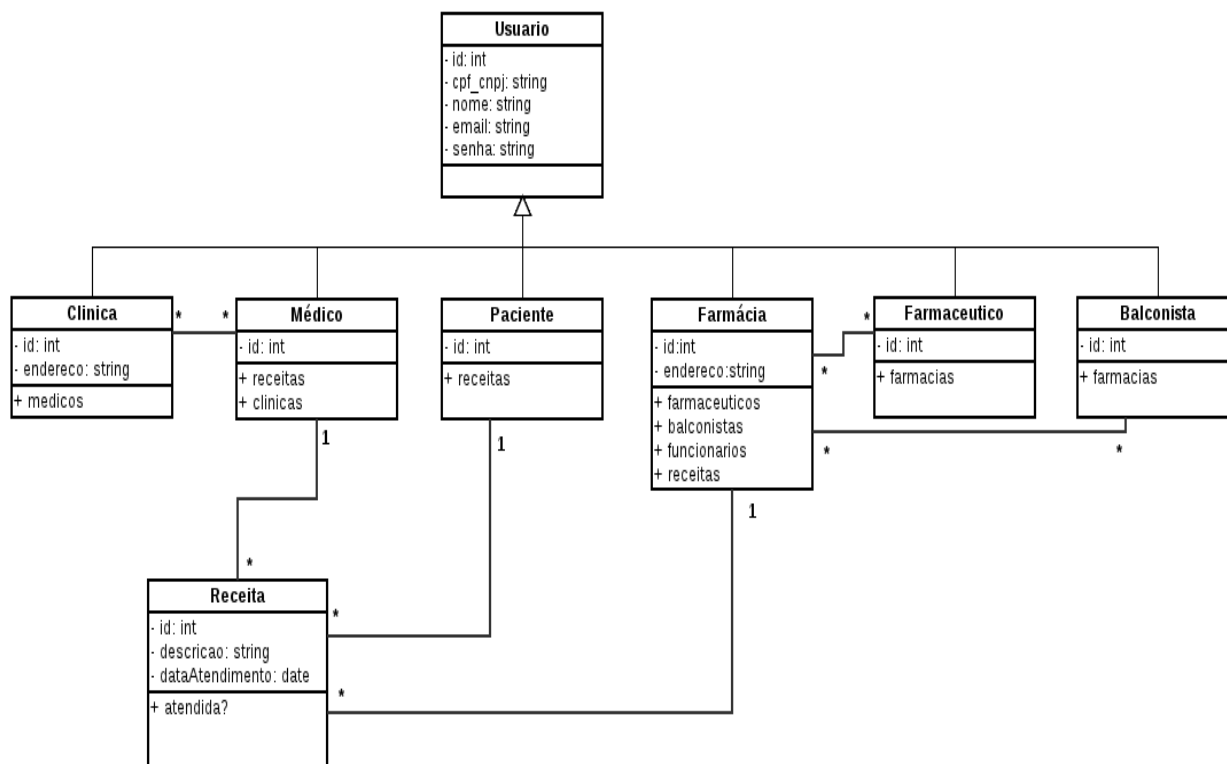 Usuario
- id: int
- cpf_cnpj: string
- nome: string
- email: string
- senha: string
Clinica
- id: int
- endereco: string
+ medicos
*
*
Médico
- id: int
+ receitas
+ clinicas
1
Paciente
- id: int
+ receitas
1
Farmácia
- id:int
- endereco:string
+ farmaceuticos
+ balconistas
+ funcionarios
+ receitas
1
*
*
Farmaceutico
- id: int
+ farmacias
Balconista
- id: int
+ farmacias
*
*
*
Receita
- id: int
- descricao: string
- dataAtendimento: date
+ atendida?
*
*